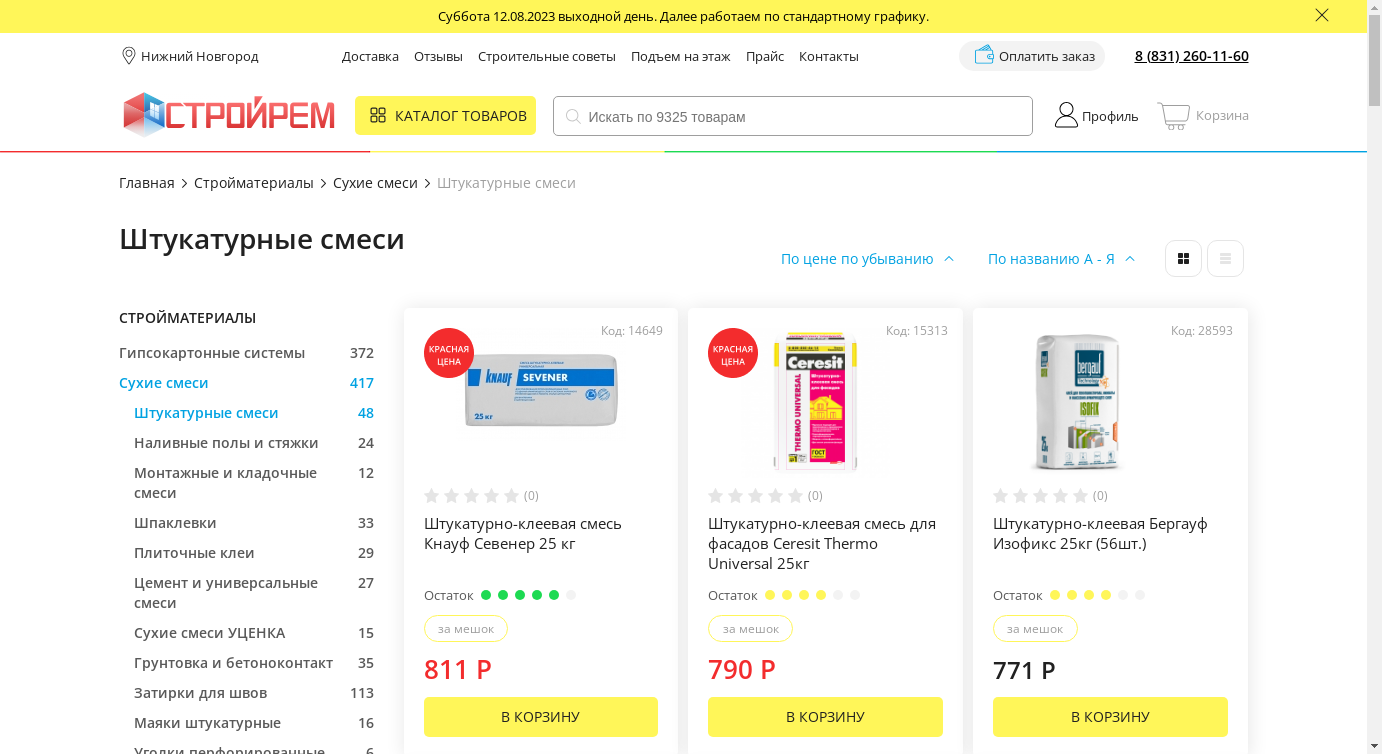 Суббота 12.08.2023 выходной день. Далее работаем по стандартному графику.
Нижний Новгород
Доставка Отзывы Строительные советы Подъем на этаж Прайс Контакты
Оплатить заказ
8 (831) 260-11-60
СТРОЙРЕМ
КАТАЛОГ ТОВАРОВ
Искать по 9325 товарам
Профиль
Корзина
Главная
Стройматериалы
Сухие смеси
Штукатурные смеси
Штукатурные смеси
По цене по убыванию
По названию А - Я
СТРОЙМАТЕРИАЛЫ
Гипсокартонные системы 372
Сухие смеси 417
Штукатурные смеси 48
Наливные полы и стяжки 24
Монтажные и кладочные 12
смеси
Шпаклевки 33
Плиточные клеи 29
Цемент и универсальные 27
смеси
Сухие смеси УЦЕНКА 15
Грунтовка и бетоноконтакт 35
Затирки для швов 113
Маяки штукатурные 16
Уголки перфорированные 6
Код: 14649
КРАСНАЯ
ЦЕНА
KNAUF SEVENER
25 кг
(0)
Штукатурно-клеевая смесь
Кнауф Севенер 25 кг
Остаток
за мешок
811 Р
В КОРЗИНУ
Код: 15313
КРАСНАЯ
ЦЕНА
Ceresit
THERMO UNIVERSAL
Штукатурно-
клеевая смесь
для
фасадов
ГОСТ
(0)
Штукатурно-клеевая смесь для
фасадов Ceresit Thermo
Universal 25кг
Остаток
за мешок
790 Р
В КОРЗИНУ
Код: 28593
bergauf
Technology
ISOFIX
(0)
Штукатурно-клеевая Бергауф
Изофикс 25кг (56шт.)
Остаток
за мешок
771 Р
В КОРЗИНУ